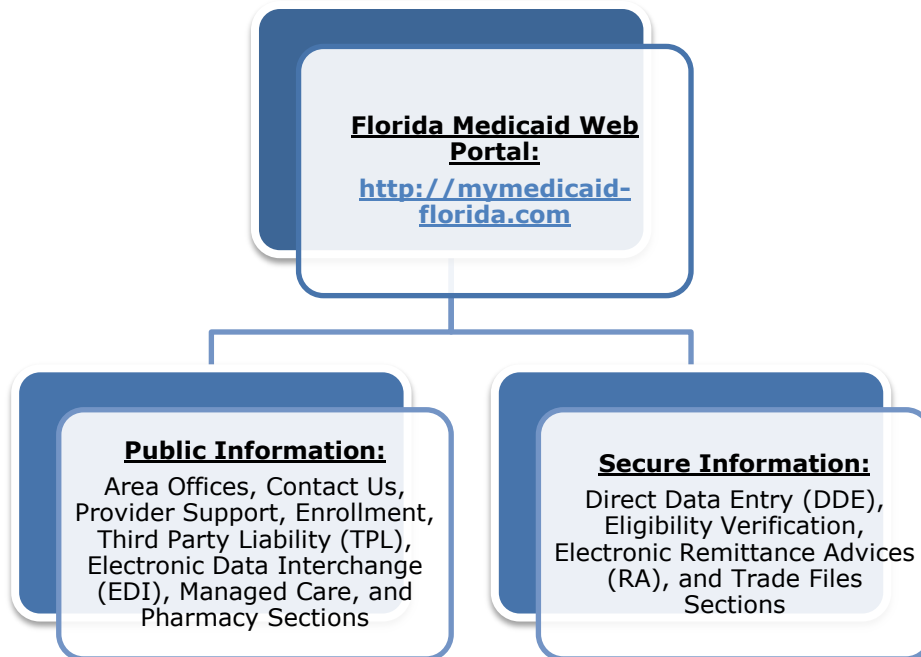 Florida Medicaid Web
Portal:
http://mymedicaid-
florida.com
Public Information:
Area Offices, Contact Us,
Provider Support, Enrollment,
Third Party Liability (TPL),
Electronic Data Interchange
(EDI), Managed Care, and
Pharmacy Sections
Secure Information:
Direct Data Entry (DDE),
Eligibility Verification,
Electronic Remittance Advices
(RA), and Trade Files
Sections